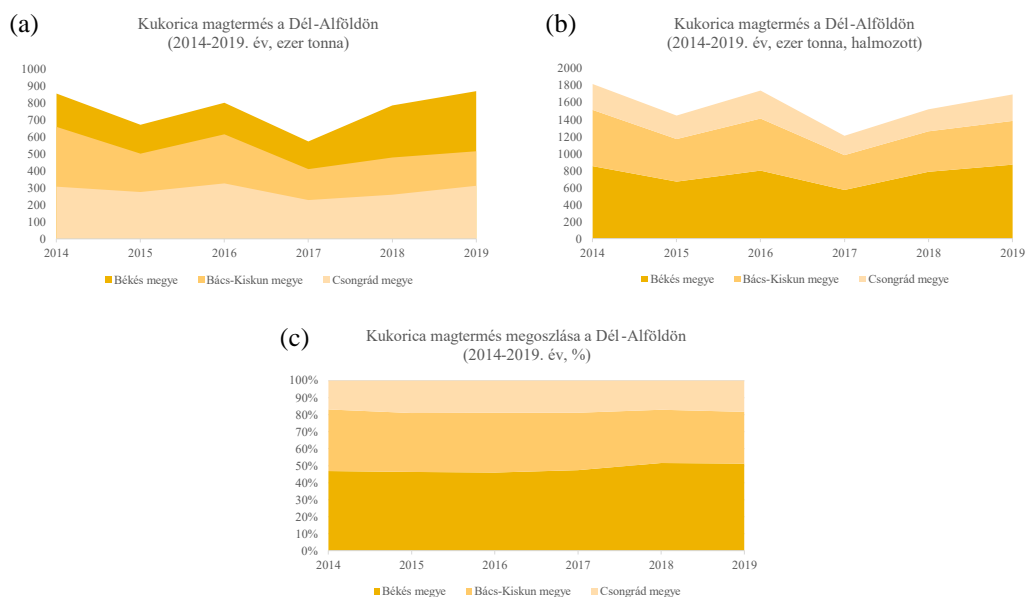 (a)
Kukorica magtermés a Dél-Alföldön
(2014-2019. év, ezer tonna)
1000
900
800
700
600
500
400
300
200
100
0
2014 2015 2016 2017 2018 2019
Békés megye Bács-Kiskun megye Csongrád megye
(b)
Kukorica magtermés a Dél-Alföldön
(2014-2019. év, ezer tonna, halmozott)
2000
1800
1600
1400
1200
1000
800
600
400
200
0
2014 2015 2016 2017 2018 2019
Békés megye Bács-Kiskun megye Csongrád megye
(c)
Kukorica magtermés megoszlása a Dél-Alföldön
(2014-2019. év, %)
100%
90%
80%
70%
60%
50%
40%
30%
20%
10%
0%
2014 2015 2016 2017 2018 2019
Békés megye Bács-Kiskun megye Csongrád megye